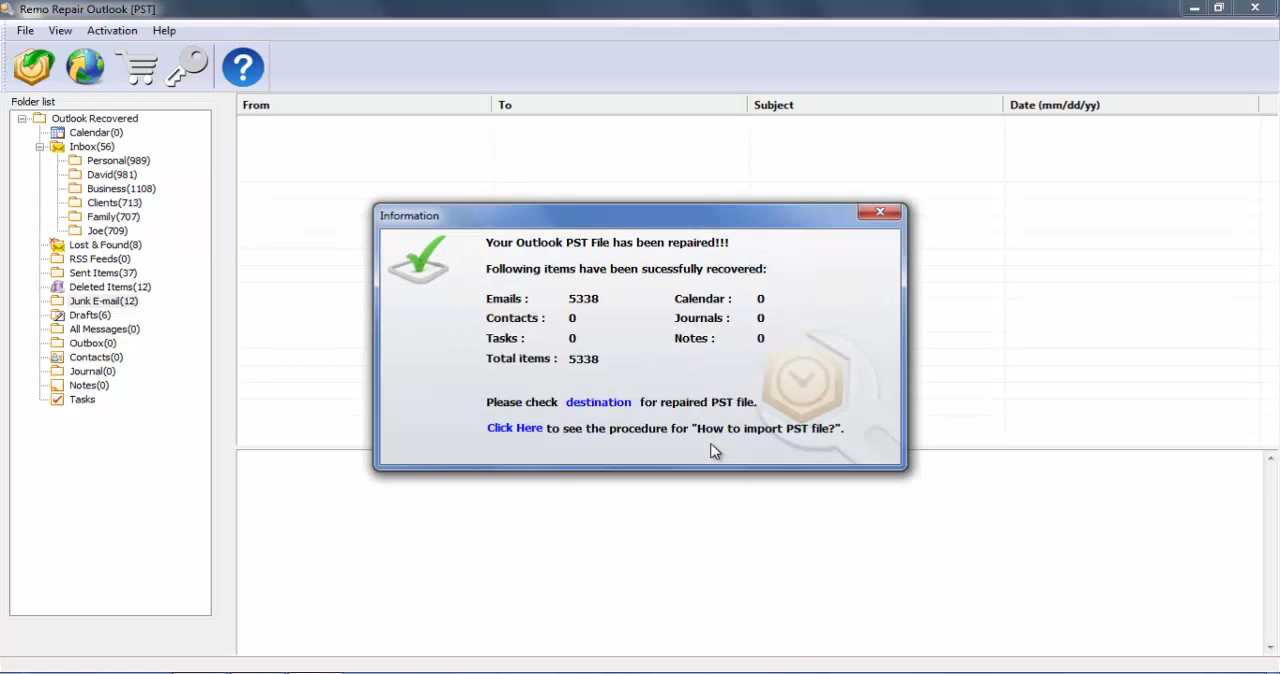 Remo Repair Outlook [PST]
File View Activation Help
?
Folder list
From To Subject Date (mm/dd/yy)
Outlook Recovered
Calendar(0)
Inbox(56)
Personal(989)
David(981)
Business(1108)
Clients(713)
Family(707)
Joe(709)
Lost & Found(8)
RSS Feeds(0)
Sent Items(37)
Deleted Items(12)
Junk E-mail(12)
Drafts(6)
All Messages(0)
Outbox(0)
Contacts(0)
Journal(0)
Notes(0)
Tasks
Information
Your Outlook PST File has been repaired!!!
Following items have been sucessfully recovered:
Emails : 5338 Calendar : 0
Contacts : 0 Journals : 0
Tasks : 0 Notes : 0
Total items : 5338
Please check destination for repaired PST file.
Click Here to see the procedure for "How to import PST file?".